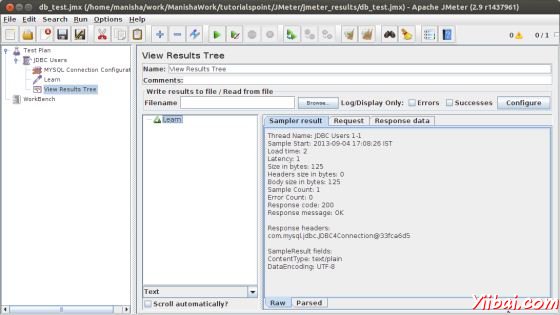 db_test.jmx (/home/manisha/work/ManishaWork/tutorialspoint/JMeter/jmeter_results/db_test.jmx) - Apache JMeter (2.9 r1437961)
File Edit Search Run Options Help
0 0 / 1
Test Plan
JDBC Users
MYSQL Connection Configurat
Learn
View Results Tree
WorkBench
View Results Tree
Name: View Results Tree
Comments:
Write results to file / Read from file
Filename Browse... Log/Display Only: Errors Successes Configure
Learn
Text
Scroll automatically?
Sampler result Request Response data
Thread Name: JDBC Users 1-1
Sample Start: 2013-09-04 17:08:26 IST
Load time: 2
Latency: 1
Size in bytes: 125
Headers size in bytes: 0
Body size in bytes: 125
Sample Count: 1
Error Count: 0
Response code: 200
Response message: OK
Response headers:
com.mysql.jdbc.JDBC4Connection@33fca6d5
SampleResult fields:
ContentType: text/plain
DataEncoding: UTF-8
Raw Parsed
Yiibai.com